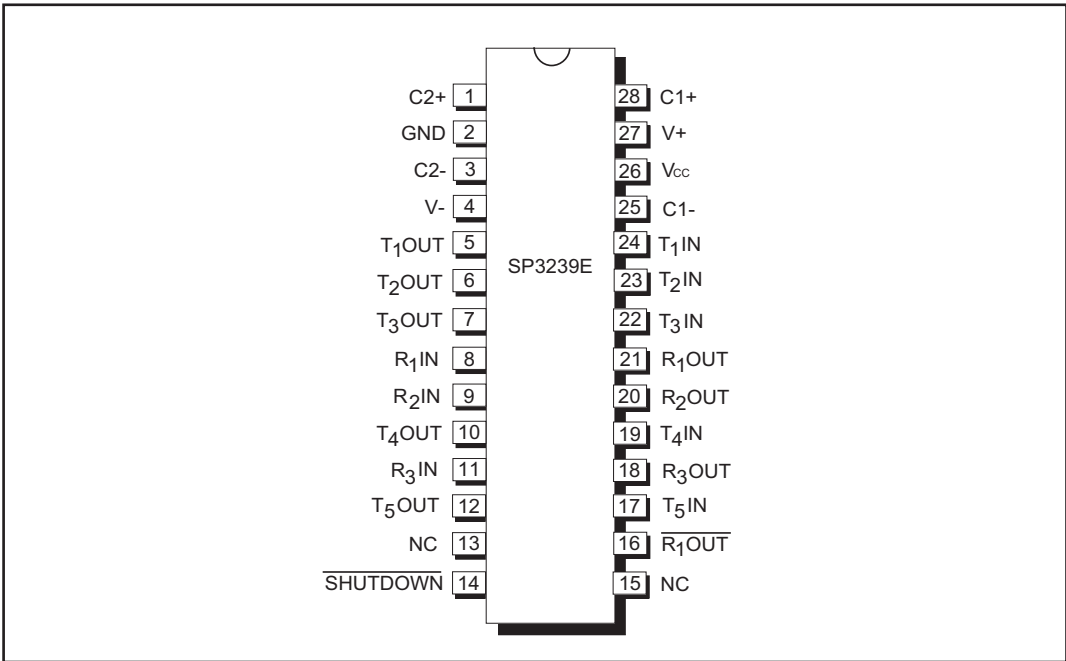 C2+ 1 28 C1+
GND 2 27 V+
C2- 3 26 Vcc
V- 4 25 C1-
T1OUT 5 24 T1IN
SP3239E
T2OUT 6 23 T2IN
T3OUT 7 22 T3IN
R1IN 8 21 R1OUT
R2IN 9 20 R2OUT
T4OUT 10 19 T4IN
R3IN 11 18 R3OUT
T5OUT 12 17 T5IN
NC 13 16 R1OUT
SHUTDOWN 14 15 NC